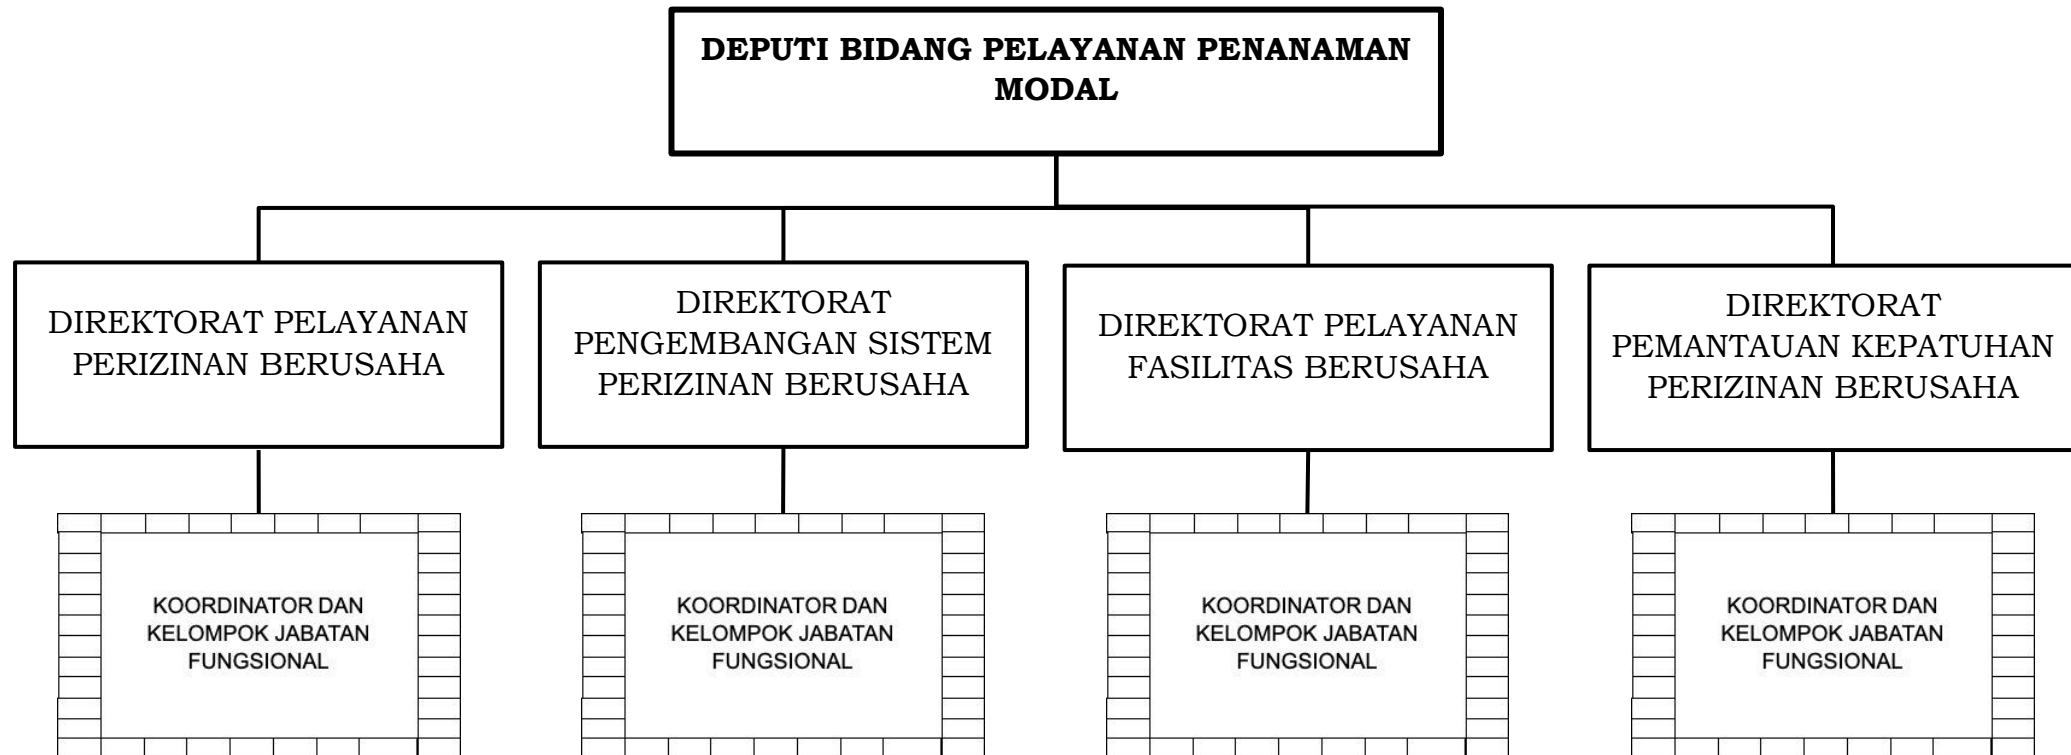 DEPUTI BIDANG PELAYANAN PENANAMAN
MODAL
DIREKTORAT PELAYANAN
PERIZINAN BERUSAHA
DIREKTORAT
PENGEMBANGAN SISTEM
PERIZINAN BERUSAHA
DIREKTORAT PELAYANAN
FASILITAS BERUSAHA
DIREKTORAT
PEMANTAUAN KEPATUHAN
PERIZINAN BERUSAHA
KOORDINATOR DAN
KELOMPOK JABATAN
FUNGSIONAL
KOORDINATOR DAN
KELOMPOK JABATAN
FUNGSIONAL
KOORDINATOR DAN
KELOMPOK JABATAN
FUNGSIONAL
KOORDINATOR DAN
KELOMPOK JABATAN
FUNGSIONAL